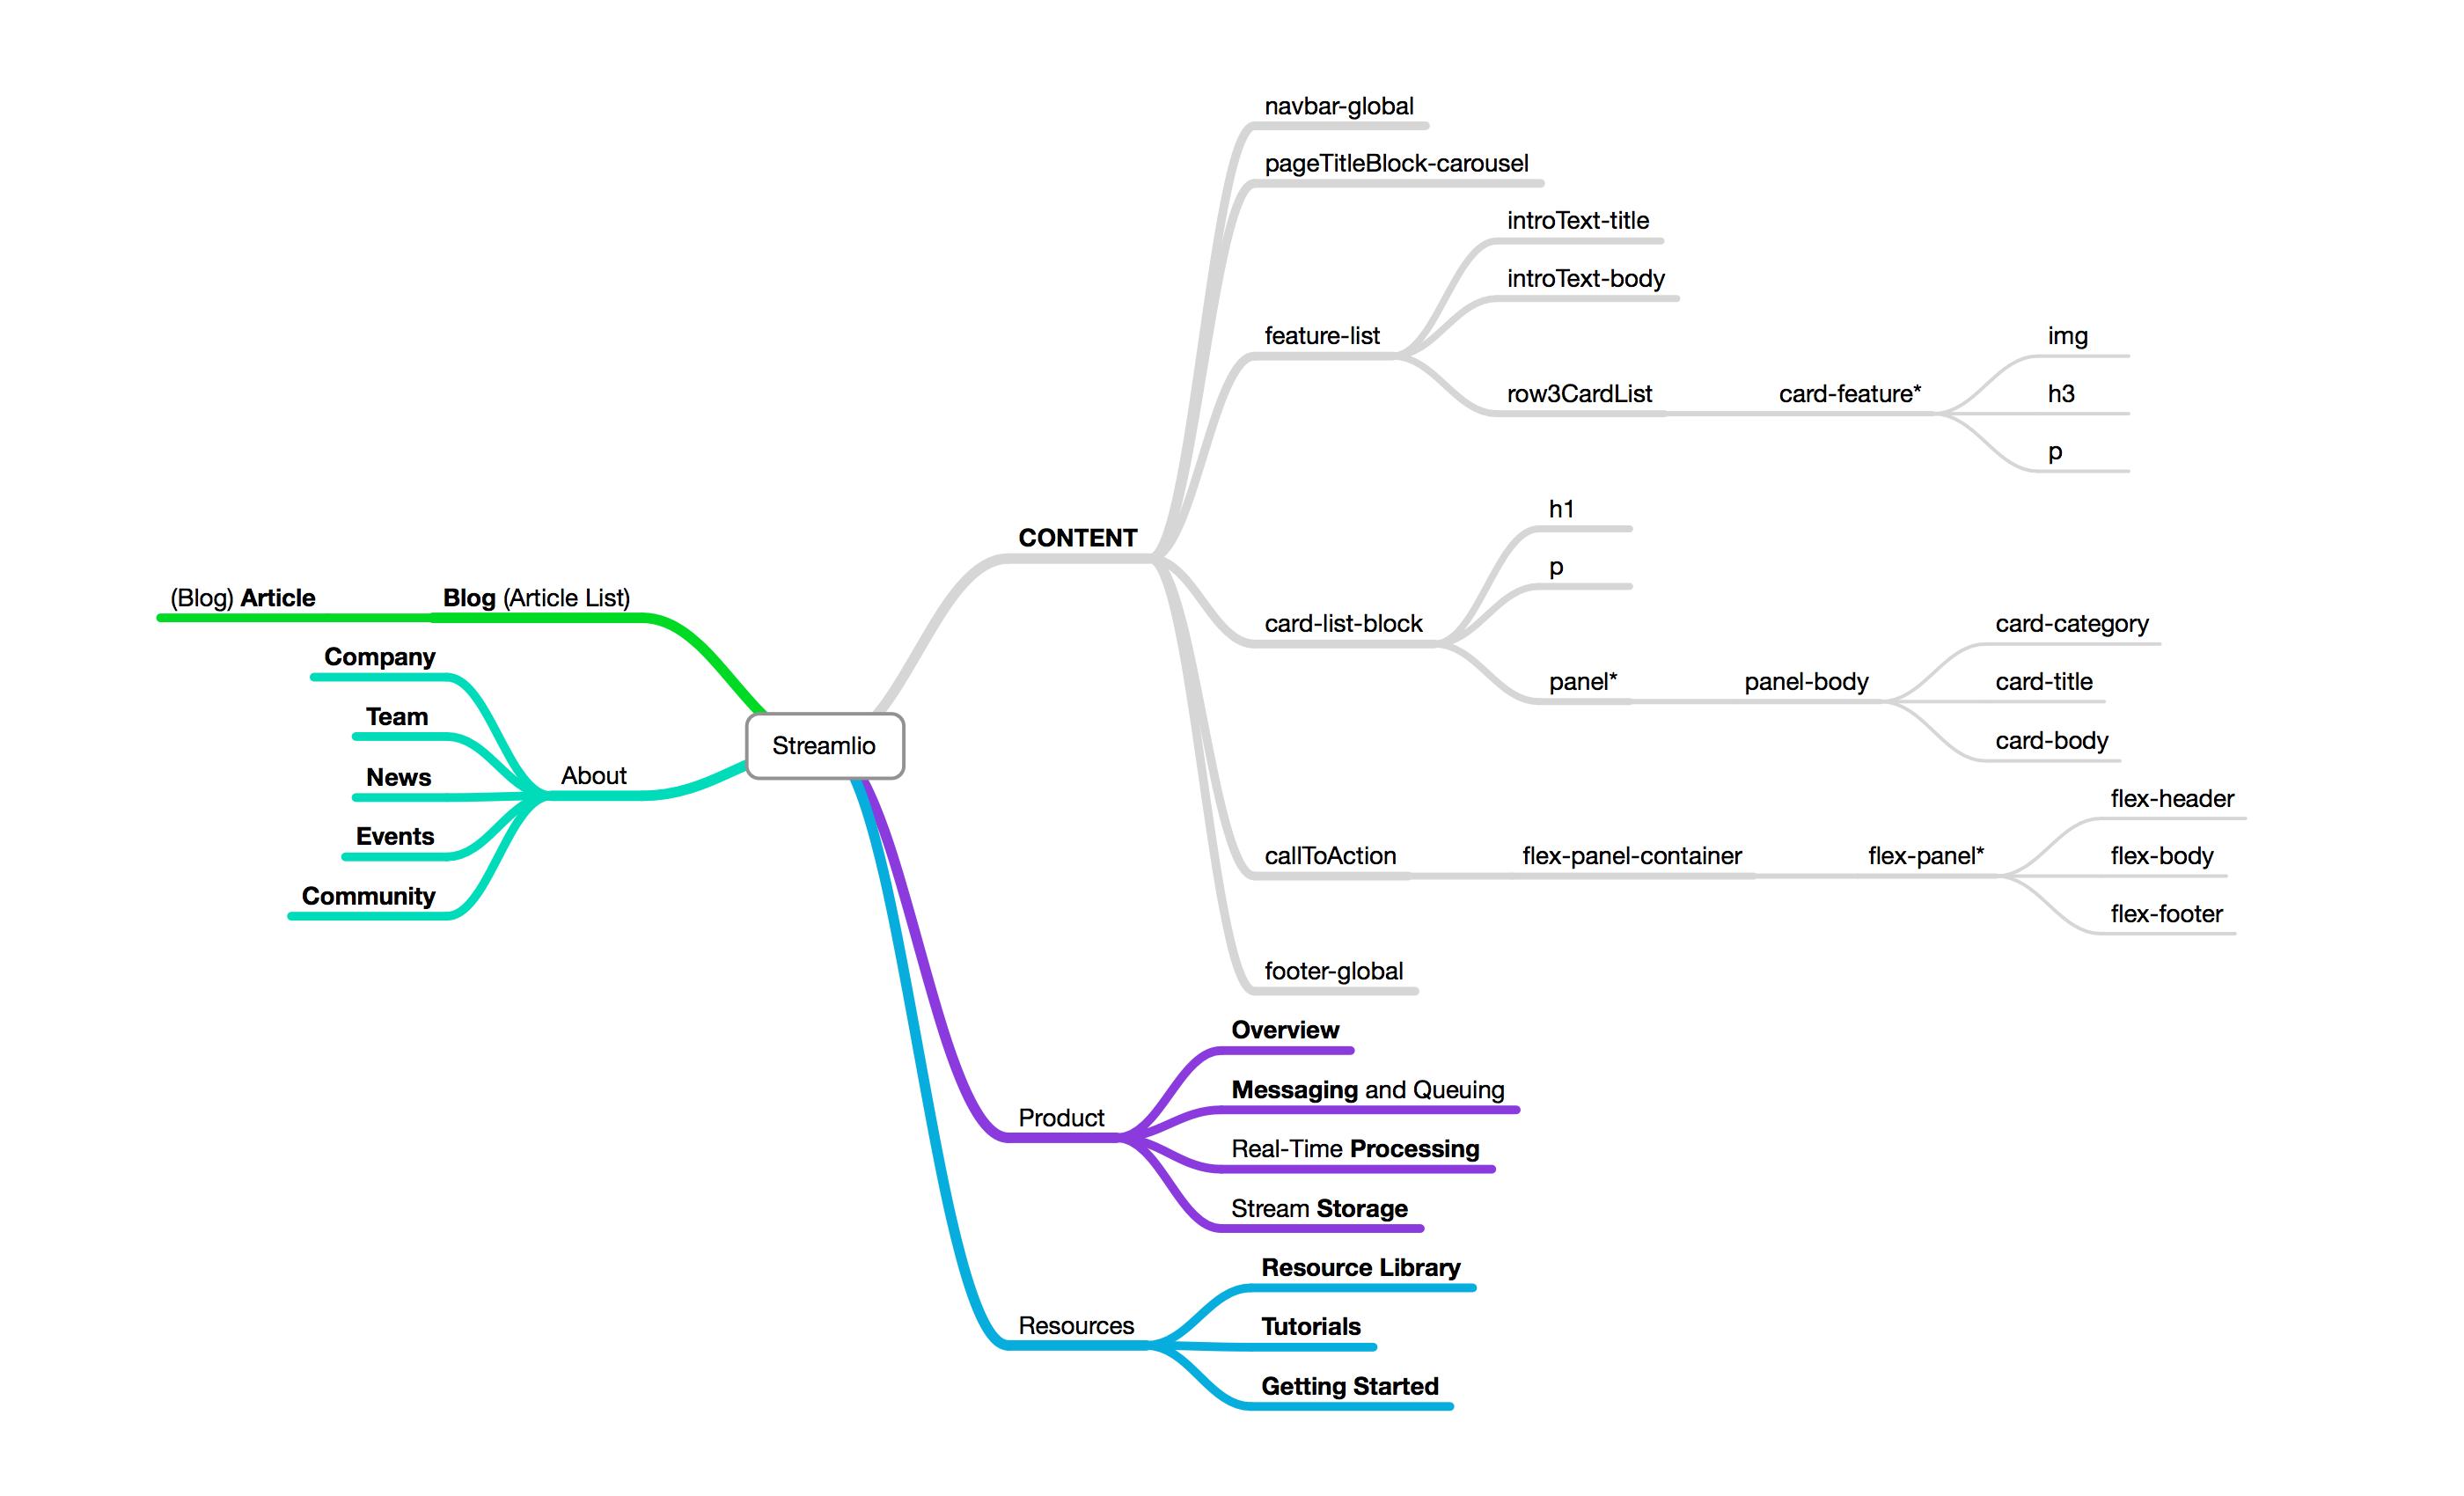 Streamlio
CONTENT
navbar-global
pageTitleBlock-carousel
feature-list
introText-title
introText-body
row3CardList
card-feature*
img
h3
p
card-list-block
h1
p
panel*
panel-body
card-category
card-title
card-body
callToAction
flex-panel-container
flex-panel*
flex-header
flex-body
flex-footer
footer-global
Product
Overview
Messaging and Queuing
Real-Time Processing
Stream Storage
Resources
Resource Library
Tutorials
Getting Started
Blog (Article List)
(Blog) Article
About
Company
Team
News
Events
Community